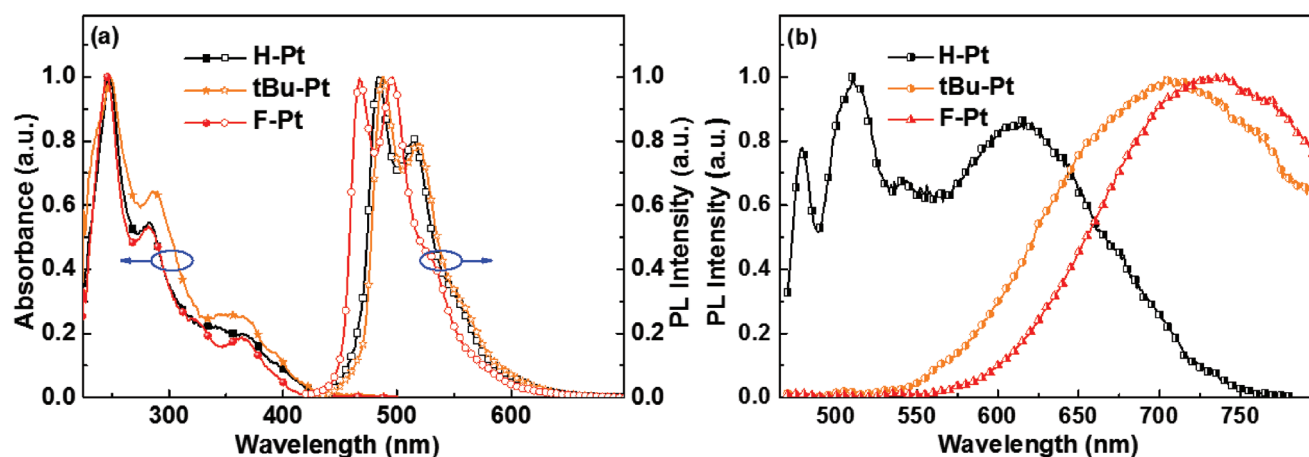 (a)
H-Pt
tBu-Pt
F-Pt
1.0
0.8
0.6
0.4
0.2
0.0
Absorbance (a.u.)
300
400
500
600
Wavelength (nm)
1.0
0.8
0.6
0.4
0.2
0.0
PL Intensity (a.u.)
(b)
H-Pt
tBu-Pt
F-Pt
PL Intensity (a.u.)
1.0
0.8
0.6
0.4
0.2
0.0
500
550
600
650
700
750
Wavelength (nm)